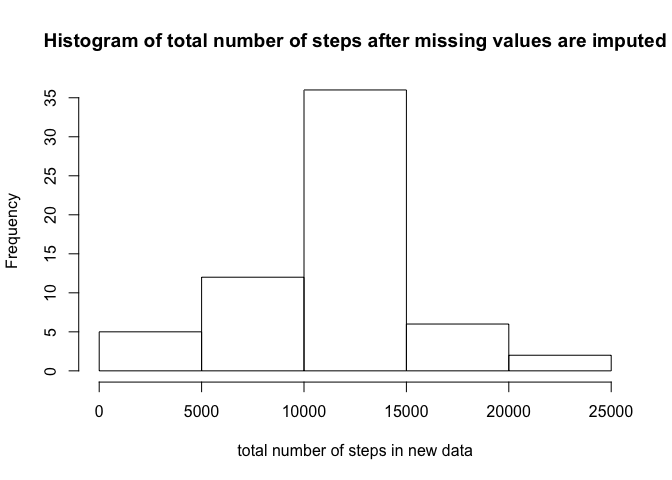 Histogram of total number of steps after missing values are imputed
Frequency
35
30
25
20
15
10
5
0
0 5000 10000 15000 20000 25000
total number of steps in new data